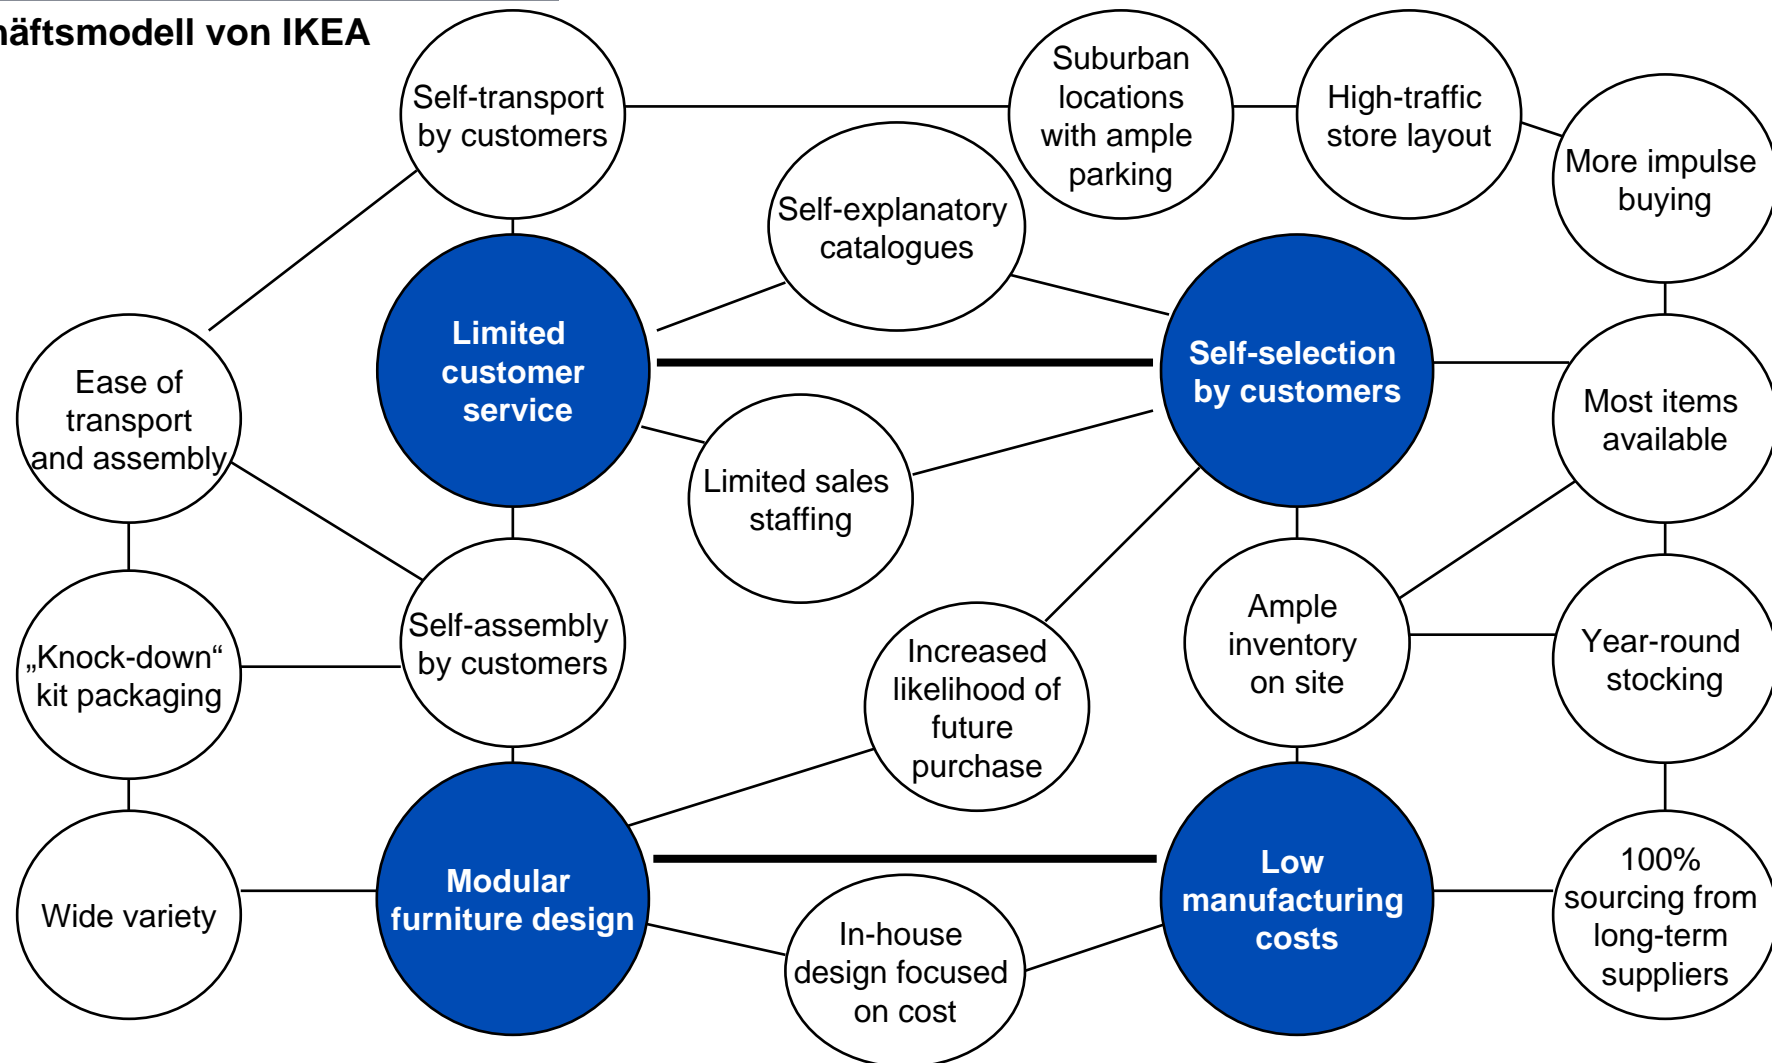 häftsmodell von IKEA
Self-transport
by customers
Suburban
locations
with ample
parking
High-traffic
store layout
More impulse
buying
Self-explanatory
catalogues
Limited
customer
service
Self-selection
by customers
Ease of
transport
and assembly
Most items
available
Limited sales
staffing
„Knock-down“
kit packaging
Self-assembly
by customers
Increased
likelihood of
future
purchase
Ample
inventory
on site
Year-round
stocking
Wide variety
Modular
furniture design
In-house
design focused
on cost
Low
manufacturing
costs
100%
sourcing from
long-term
suppliers